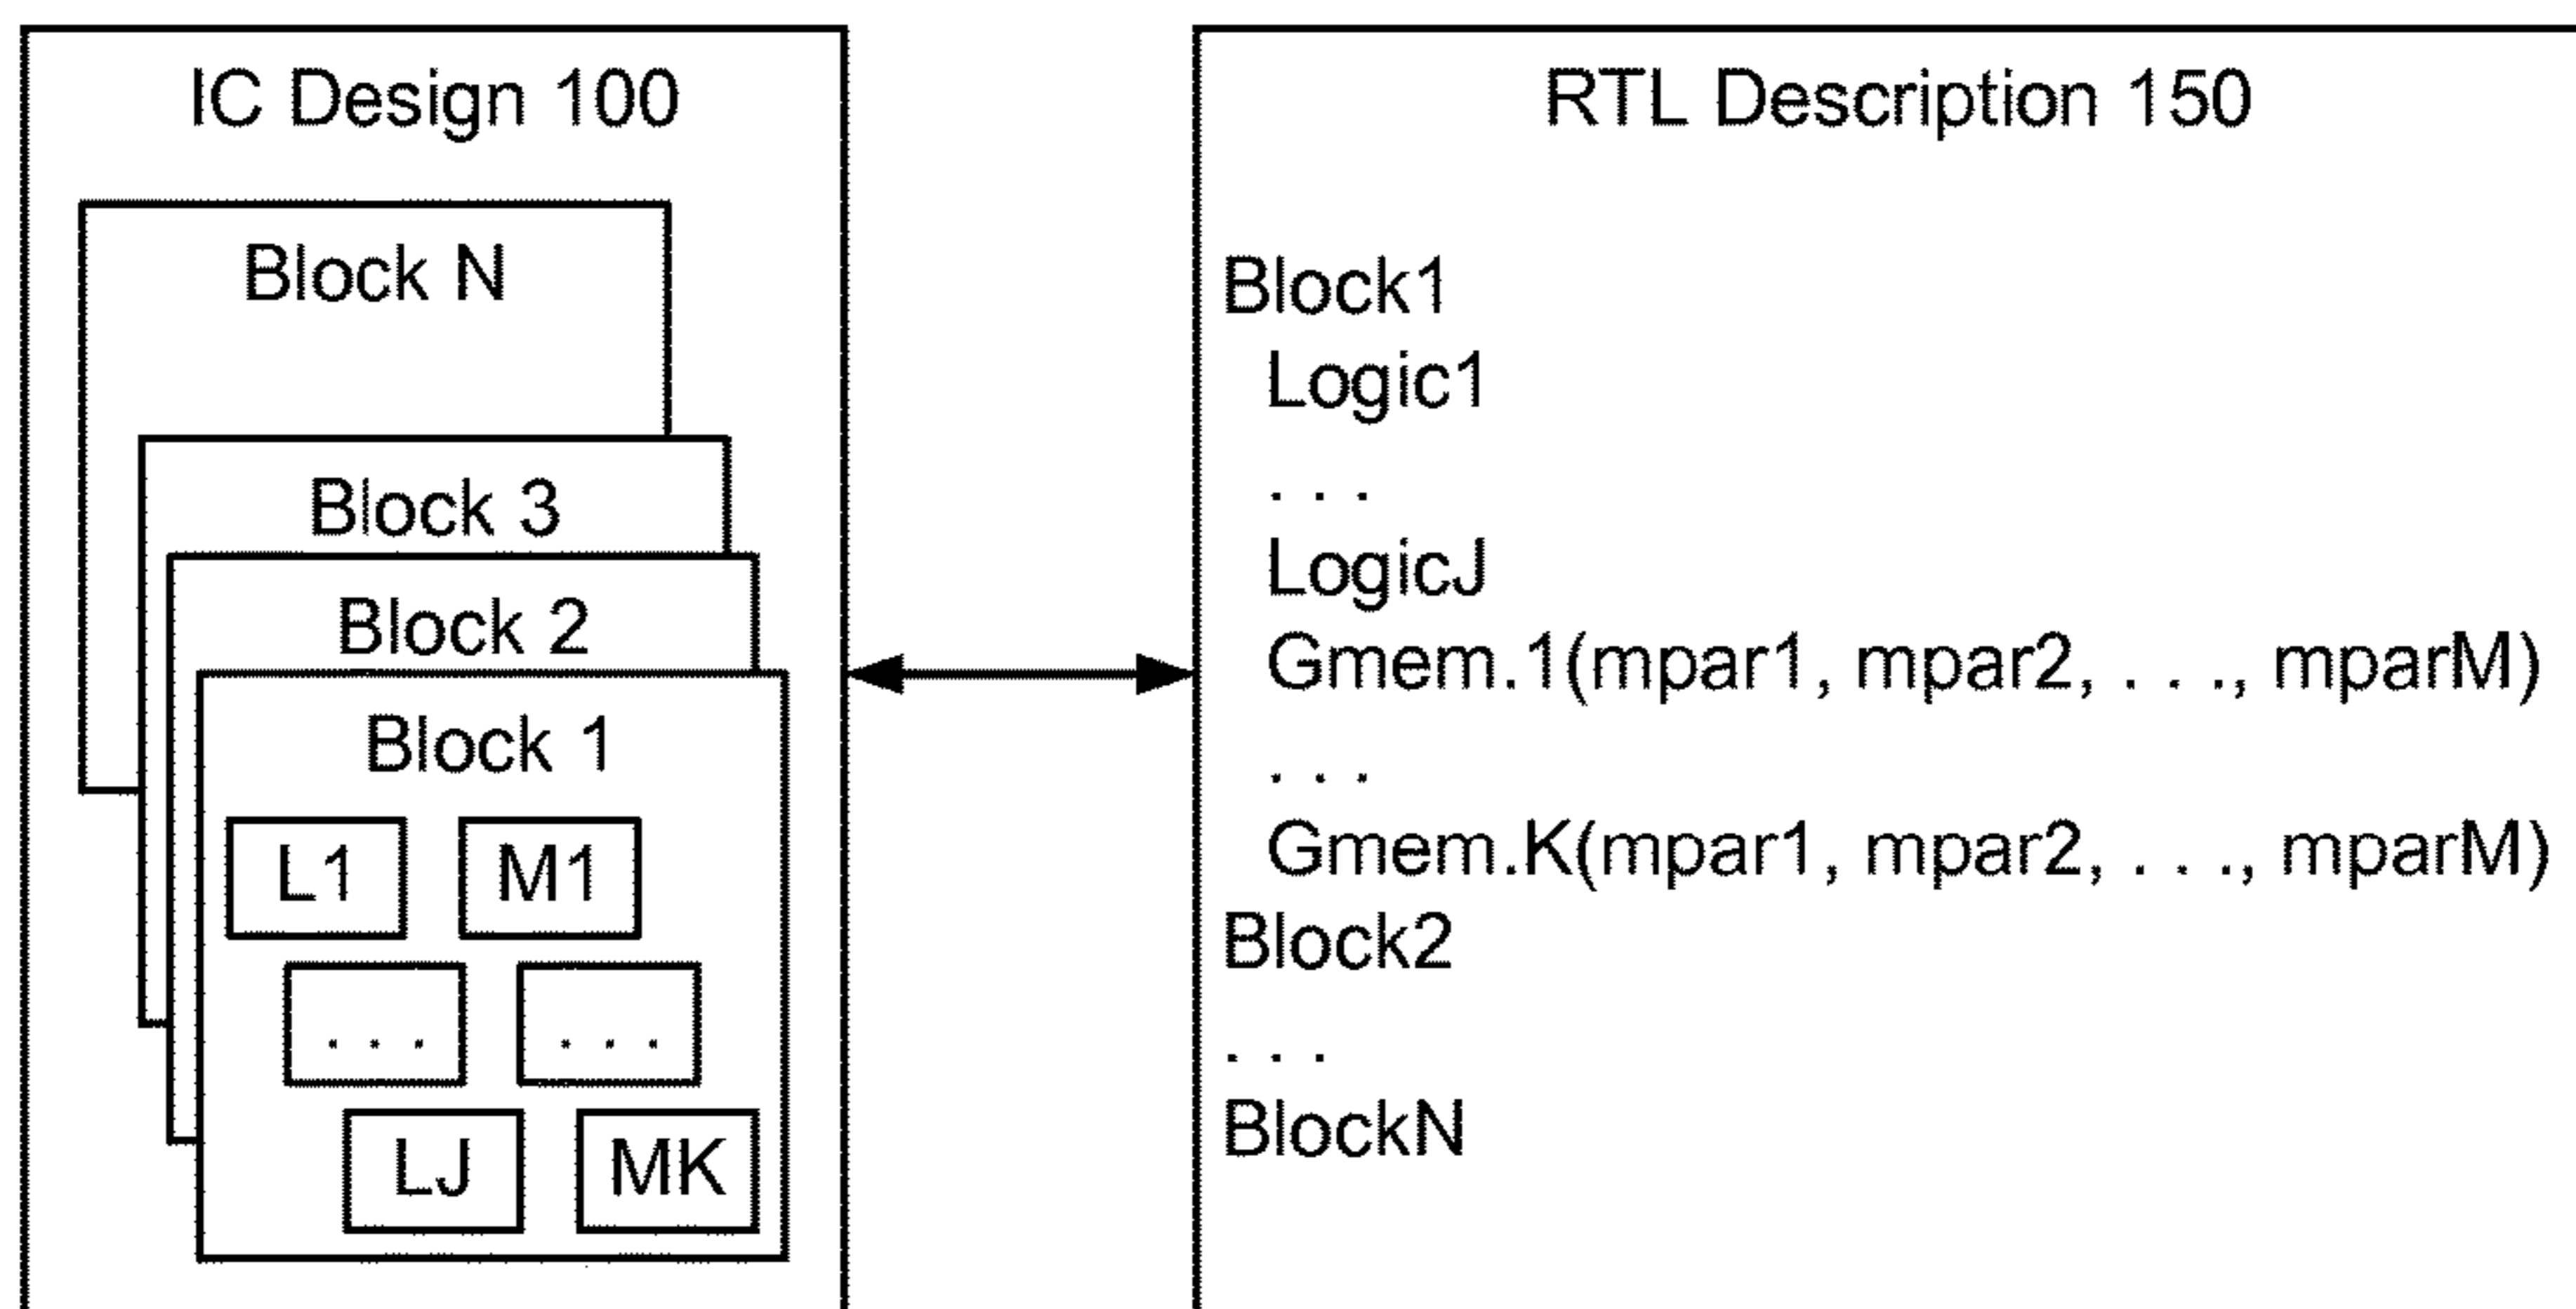 IC Design 100
Block N
Block 3
Block 2
Block 1
L1 M1
. . . . . .
LJ MK
RTL Description 150
Block1
Logic1
. . .
LogicJ
Gmem.1(mpar1, mpar2, . . ., mparM)
. . .
Gmem.K(mpar1, mpar2, . . ., mparM)
Block2
. . .
BlockN